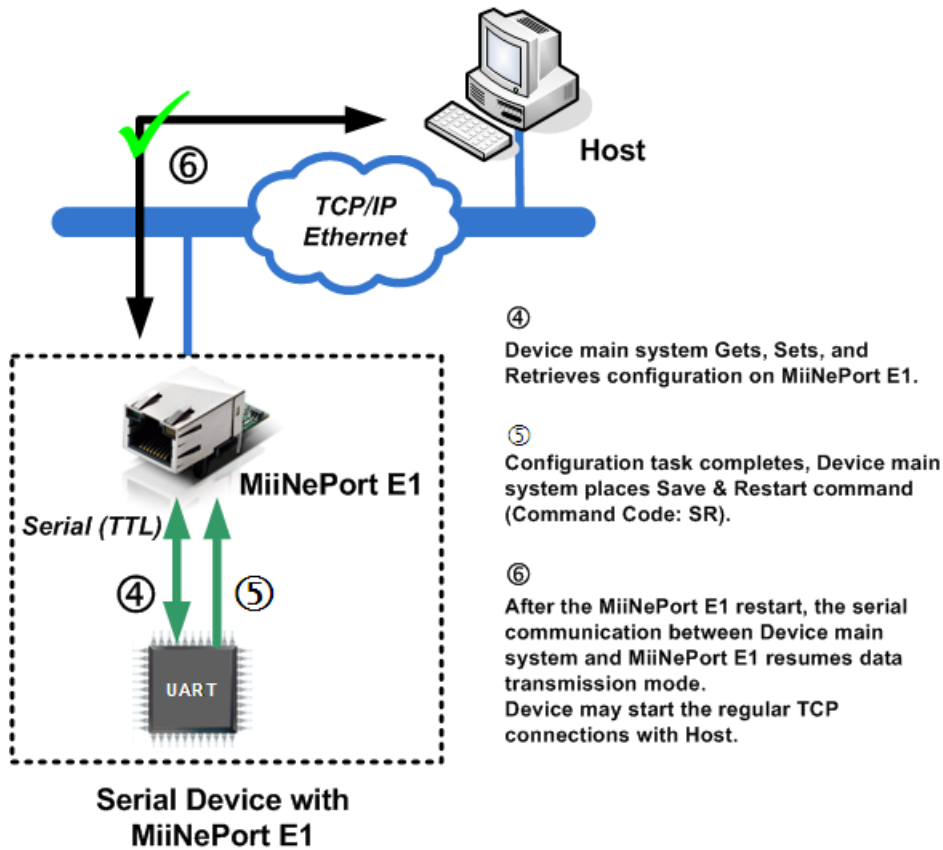 Host
⑥
TCP/IP
Ethernet
④
Device main system Gets, Sets, and
Retrieves configuration on MiiNePort E1.
⑤
Configuration task completes, Device main
system places Save & Restart command
(Command Code: SR).
⑥
After the MiiNePort E1 restart, the serial
communication between Device main
system and MiiNePort E1 resumes data
transmission mode.
Device may start the regular TCP
connections with Host.
MiiNePort E1
Serial (TTL)
④
⑤
UART
Serial Device with
MiiNePort E1